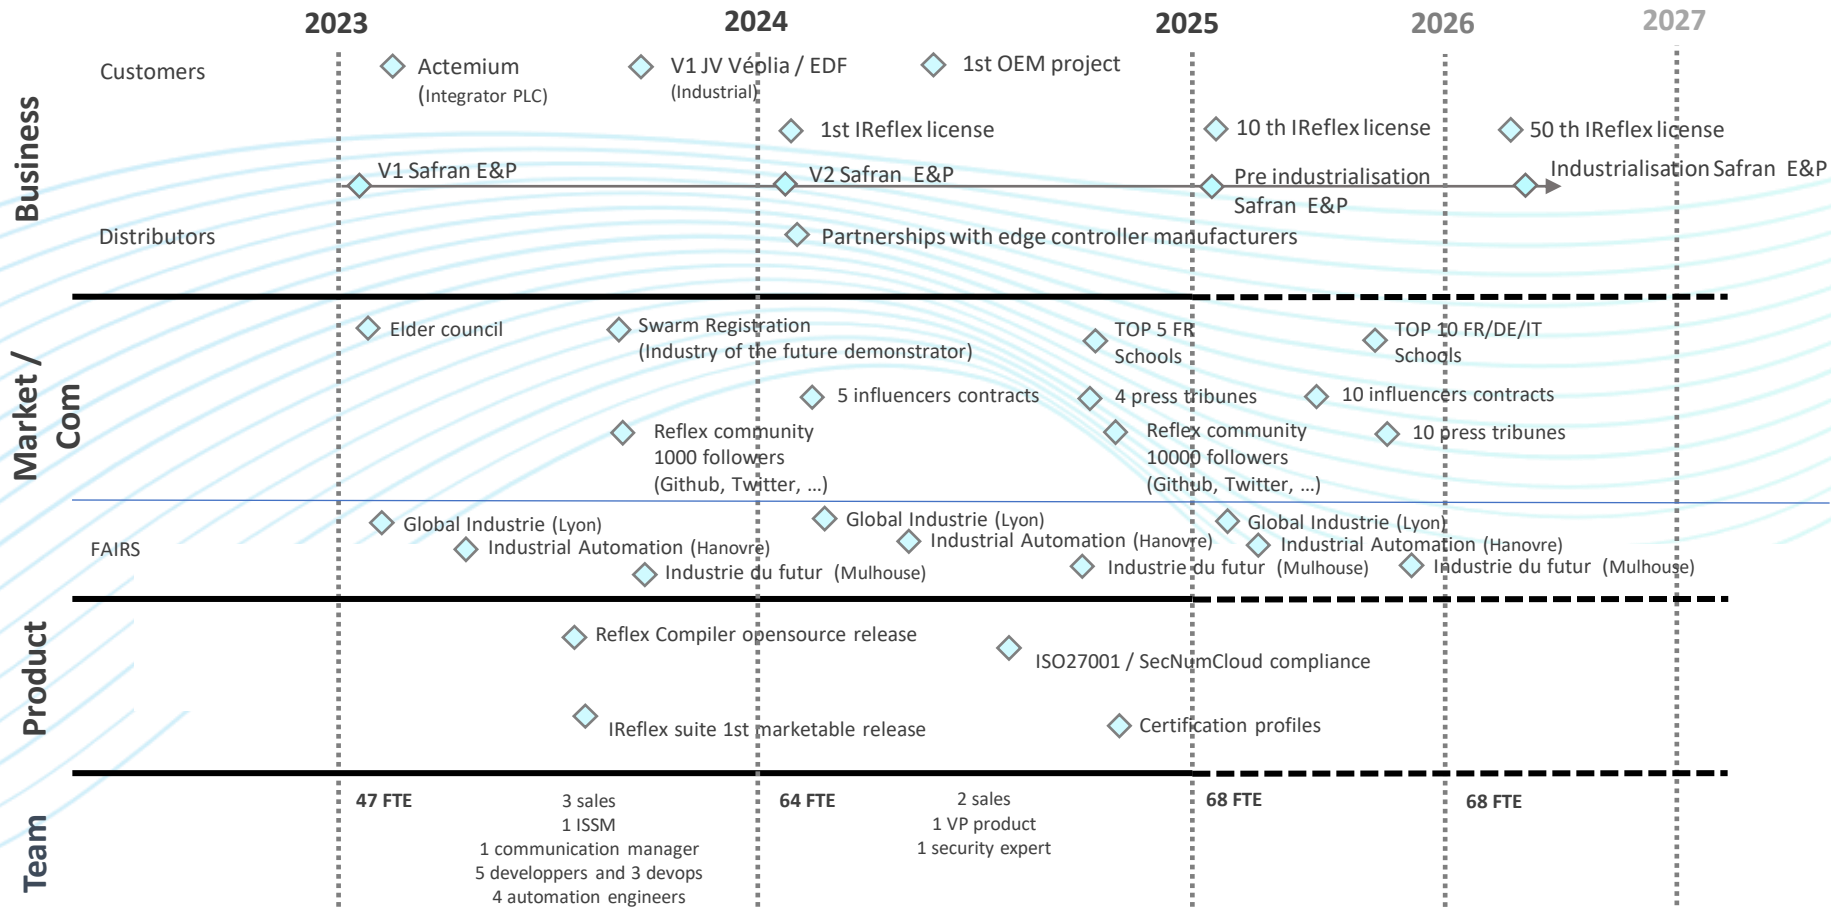 2023
2024
2025
2026
2027
Business
Customers
Actemium
(Integrator PLC)
V1 JV Véolia / EDF
(Industrial)
1st OEM project
1st IReflex license
10 th IReflex license
50 th IReflex license
V1 Safran E&P
V2 Safran E&P
Pre industrialisation
Safran E&P
Industrialisation Safran E&P
Distributors
Partnerships with edge controller manufacturers
Market /
Com
Elder council
Swarm Registration
(Industry of the future demonstrator)
TOP 5 FR
Schools
TOP 10 FR/DE/IT
Schools
5 influencers contracts
4 press tribunes
10 influencers contracts
Reflex community
1000 followers
(Github, Twitter, ...)
Reflex community
10000 followers
(Github, Twitter, ...)
10 press tribunes
FAIRS
Global Industrie (Lyon)
Industrial Automation (Hanovre)
Industrie du futur (Mulhouse)
Global Industrie (Lyon)
Industrial Automation (Hanovre)
Industrie du futur (Mulhouse)
Global Industrie (Lyon)
Industrial Automation (Hanovre)
Industrie du futur (Mulhouse)
Product
Reflex Compiler opensource release
ISO27001 / SecNumCloud compliance
IReflex suite 1st marketable release
Certification profiles
Team
47 FTE
3 sales
1 ISSM
1 communication manager
5 developpers and 3 devops
4 automation engineers
64 FTE
2 sales
1 VP product
1 security expert
68 FTE
68 FTE